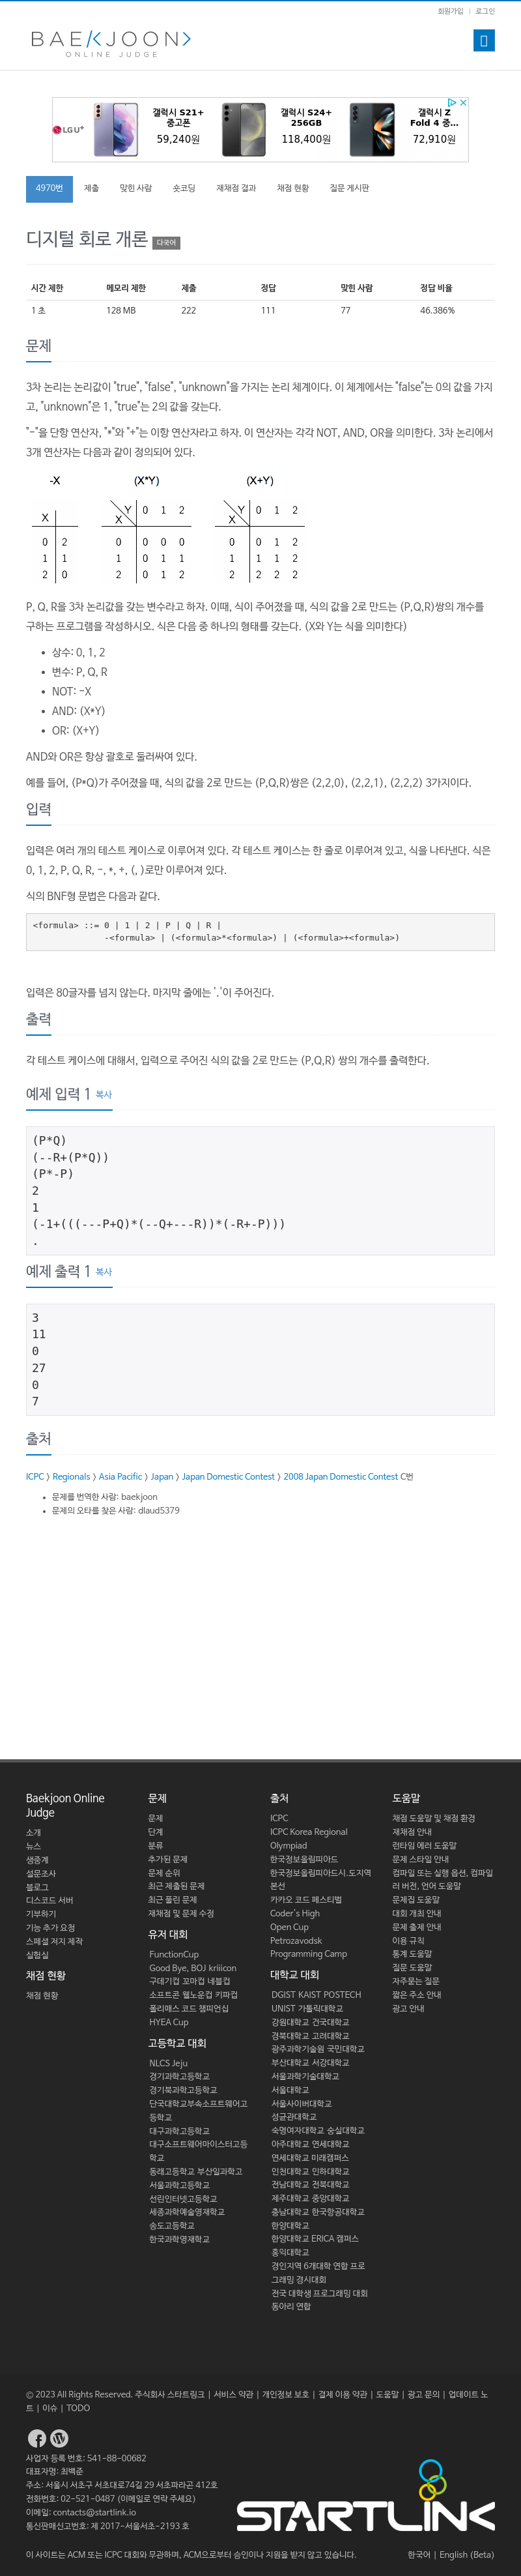 회원가입 | 로그인
BAEKJOON>
ONLINE JUDGE
LG U+
갤럭시 S21+ 중고폰
59,240원
갤럭시 S24+ 256GB
118,400원
갤럭시 Z Fold 4 중...
72,910원
4970번 제출 맞힌 사람 숏코딩 재채점 결과 채점 현황 질문 게시판
디지털 회로 개론 다국어
시간 제한 메모리 제한 제출 정답 맞힌 사람 정답 비율
1 초 128 MB 222 111 77 46.386%
문제
3차 논리는 논리값이 "true", "false", "unknown"을 가지는 논리 체계이다. 이 체계에서는 "false"는 0의 값을 가지
고, "unknown"은 1, "true"는 2의 값을 갖는다.
"-"을 단항 연산자, "*"와 "+"는 이항 연산자라고 하자. 이 연산자는 각각 NOT, AND, OR을 의미한다. 3차 논리에서
3개 연산자는 다음과 같이 정의되어 있다.
-X (X*Y) (X+Y)
X Y 0 1 2 Y 0 1 2
X X
0 2 0 0 0 0 0 0 1 2
1 1 1 0 1 1 1 1 1 2
2 0 2 0 1 2 2 2 2 2
P, Q, R을 3차 논리값을 갖는 변수라고 하자. 이때, 식이 주어졌을 때, 식의 값을 2로 만드는 (P,Q,R)쌍의 개수를
구하는 프로그램을 작성하시오. 식은 다음 중 하나의 형태를 갖는다. (X와 Y는 식을 의미한다)
• 상수: 0, 1, 2
• 변수: P, Q, R
• NOT: -X
• AND: (X*Y)
• OR: (X+Y)
AND와 OR은 항상 괄호로 둘러싸여 있다.
예를 들어, (P*Q)가 주어졌을 때, 식의 값을 2로 만드는 (P,Q,R)쌍은 (2,2,0), (2,2,1), (2,2,2) 3가지이다.
입력
입력은 여러 개의 테스트 케이스로 이루어져 있다. 각 테스트 케이스는 한 줄로 이루어져 있고, 식을 나타낸다. 식은
0, 1, 2, P, Q, R, -, *, +, (, )로만 이루어져 있다.
식의 BNF형 문법은 다음과 같다.
<formula> ::= 0 | 1 | 2 | P | Q | R |
-<formula> | (<formula>*<formula>) | (<formula>+<formula>)
입력은 80글자를 넘지 않는다. 마지막 줄에는 '.'이 주어진다.
출력
각 테스트 케이스에 대해서, 입력으로 주어진 식의 값을 2로 만드는 (P,Q,R) 쌍의 개수를 출력한다.
예제 입력 1 복사
(P*Q)
(--R+(P*Q))
(P*-P)
2
1
(-1+(((---P+Q)*(--Q+---R))*(-R+-P)))
.
예제 출력 1 복사
3
11
0
27
0
7
출처
ICPC > Regionals > Asia Pacific > Japan > Japan Domestic Contest > 2008 Japan Domestic Contest C번
• 문제를 번역한 사람: baekjoon
• 문제의 오타를 찾은 사람: dlaud5379
Baekjoon Online
Judge
소개
뉴스
생중계
설문조사
블로그
디스코드 서버
기부하기
기능 추가 요청
스페셜 저지 제작
실험실
채점 현황
채점 현황
문제
문제
단계
분류
추가된 문제
문제 순위
최근 제출된 문제
최근 풀린 문제
재채점 및 문제 수정
유저 대회
FunctionCup
Good Bye, BOJ kriiicon
구데기컵 꼬마컵 네블컵
소프트콘 웰노운컵 키파컵
폴리매스 코드 챔피언십
HYEA Cup
고등학교 대회
NLCS Jeju
경기과학고등학교
경기북과학고등학교
단국대학교부속소프트웨어고
등학교
대구과학고등학교
대구소프트웨어마이스터고등
학교
동래고등학교 부산일과학고
서울과학고등학교
선린인터넷고등학교
세종과학예술영재학교
송도고등학교
한국과학영재학교
출처
ICPC
ICPC Korea Regional
Olympiad
한국정보올림피아드
한국정보올림피아드시.도지역
본선
카카오 코드 페스티벌
Coder's High
Open Cup
Petrozavodsk
Programming Camp
대학교 대회
DGIST KAIST POSTECH
UNIST 가톨릭대학교
강원대학교 건국대학교
경북대학교 고려대학교
광주과학기술원 국민대학교
부산대학교 서강대학교
서울과학기술대학교
서울대학교
서울사이버대학교
성균관대학교
숙명여자대학교 숭실대학교
아주대학교 연세대학교
연세대학교 미래캠퍼스
인천대학교 인하대학교
전남대학교 전북대학교
제주대학교 중앙대학교
충남대학교 한국항공대학교
한양대학교
한양대학교 ERICA 캠퍼스
홍익대학교
경인지역 6개대학 연합 프로
그래밍 경시대회
전국 대학생 프로그래밍 대회
동아리 연합
도움말
채점 도움말 및 채점 환경
재채점 안내
런타임 에러 도움말
문제 스타일 안내
컴파일 또는 실행 옵션, 컴파일
러 버전, 언어 도움말
문제집 도움말
대회 개최 안내
문제 출제 안내
이용 규칙
통계 도움말
질문 도움말
자주묻는 질문
짧은 주소 안내
광고 안내
© 2023 All Rights Reserved. 주식회사 스타트링크 | 서비스 약관 | 개인정보 보호 | 결제 이용 약관 | 도움말 | 광고 문의 | 업데이트 노
트 | 이슈 | TODO
사업자 등록 번호: 541-88-00682
대표자명: 최백준
주소: 서울시 서초구 서초대로74길 29 서초파라곤 412호
전화번호: 02-521-0487 (이메일로 연락 주세요)
이메일: contacts@startlink.io
통신판매신고번호: 제 2017-서울서초-2193 호
STARTLINK
이 사이트는 ACM 또는 ICPC 대회와 무관하며, ACM으로부터 승인이나 지원을 받지 않고 있습니다.
한국어 | English (Beta)